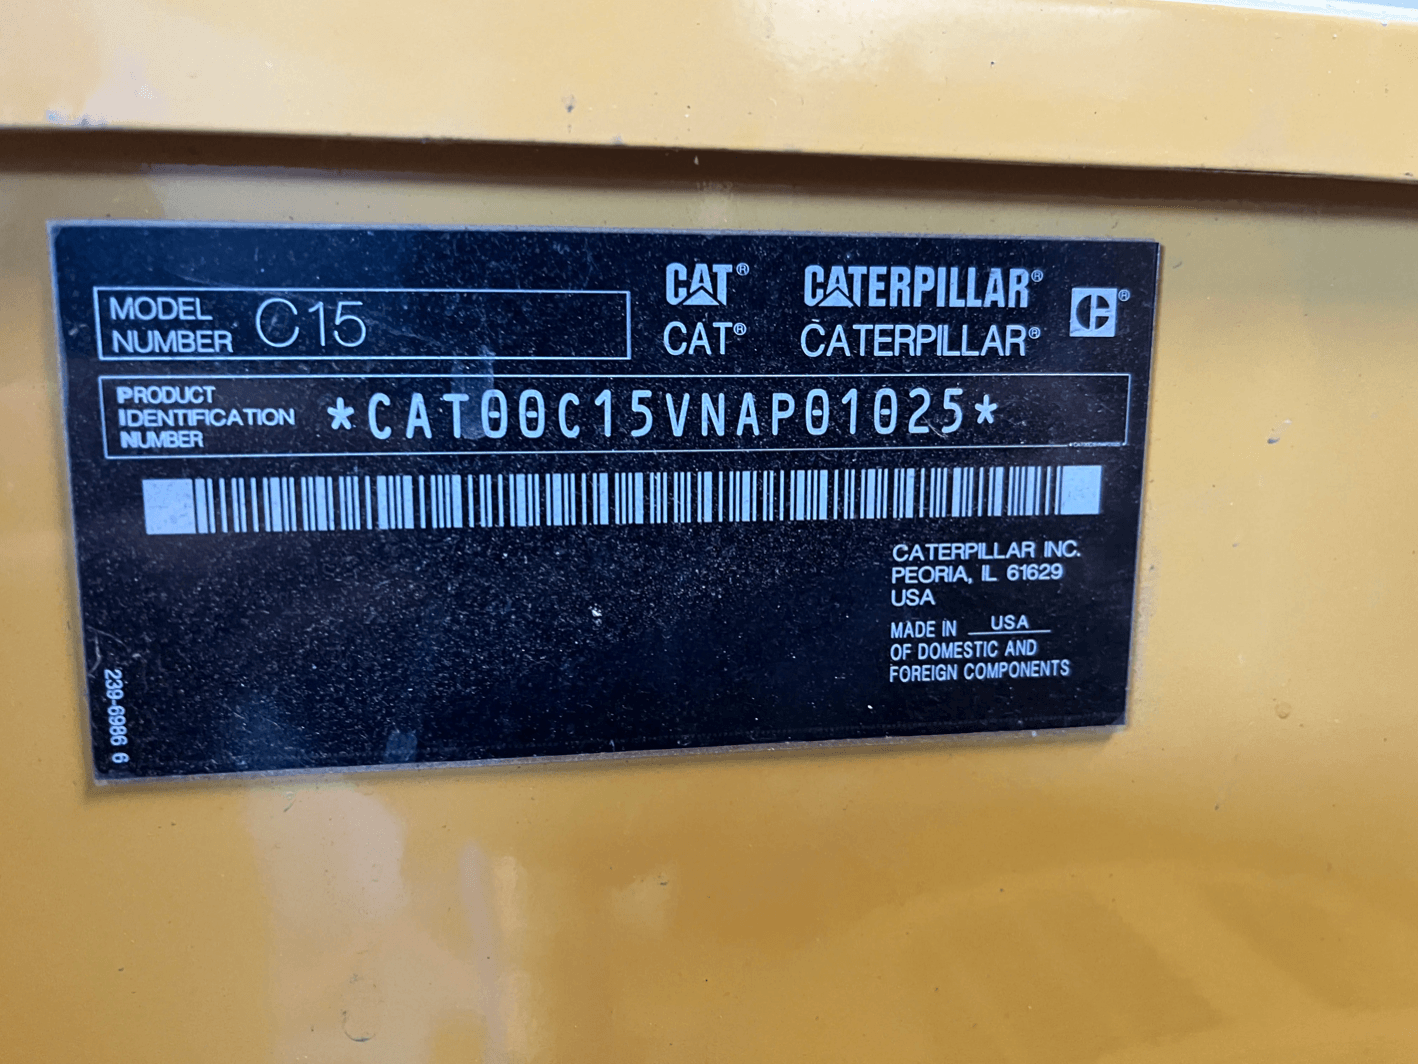 MODEL
NUMBER C15
CAT® CATERPILLAR®
CAT® CATERPILLAR®
PRODUCT
IDENTIFICATION
NUMBER
*CAT00C15VNAP01025*
CATERPILLAR INC.
PEORIA, IL 61629
USA
MADE IN USA
OF DOMESTIC AND
FOREIGN COMPONENTS
239-6986 6